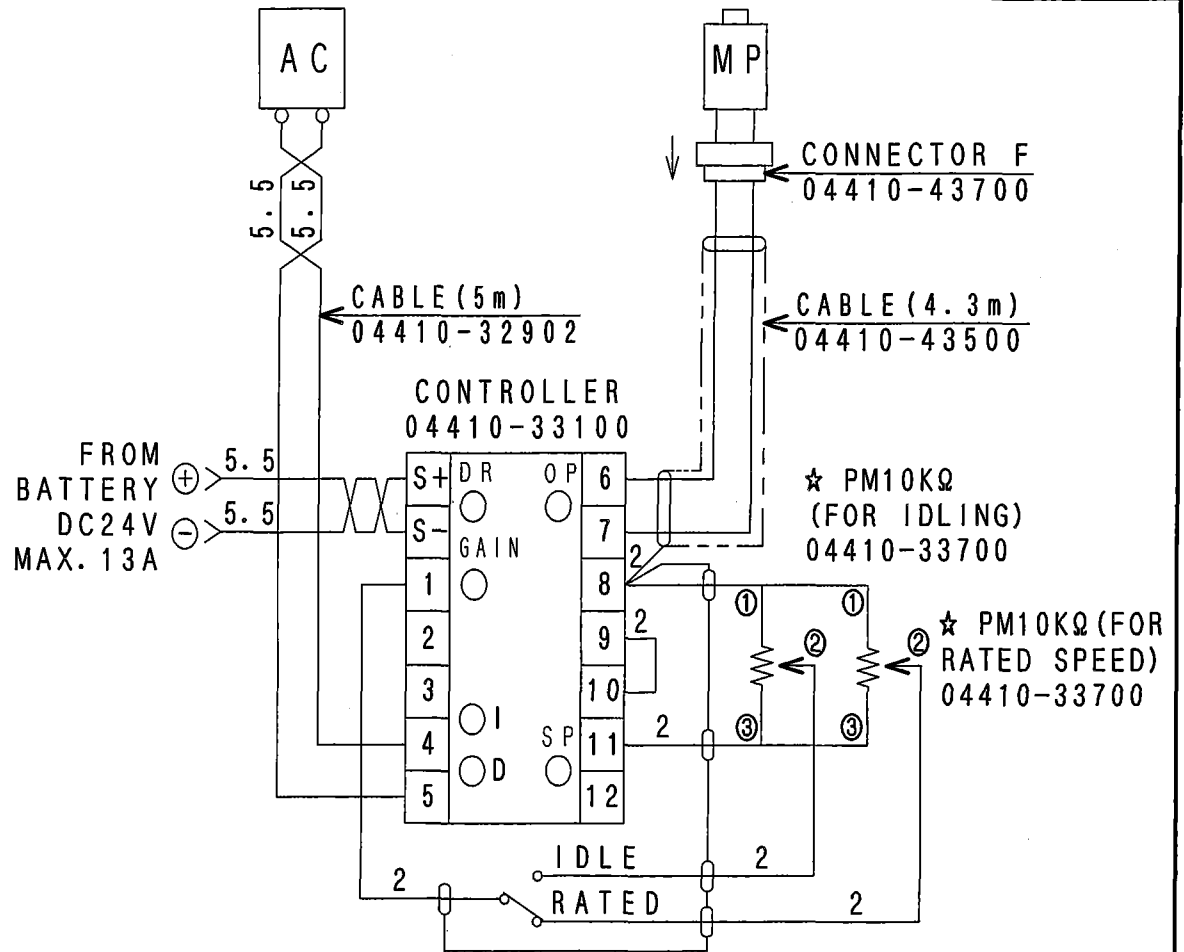 AC
MP
CONNECTOR F
04410-43700
5.5
5.5
CABLE(5m)
04410-32902
CABLE(4.3m)
04410-43500
CONTROLLER
04410-33100
FROM
BATTERY
DC24V
MAX.13A
⊕
⊖
5.5
5.5
S+
S-
1
2
3
4
5
DR
OP
GAIN
I
D
SP
6
7
8
9
10
11
12
2
2
2
☆ PM10KΩ
(FOR IDLING)
04410-33700
①
②
③
①
②
③
☆ PM10KΩ(FOR
RATED SPEED)
04410-33700
IDLE
2
2
RATED
2